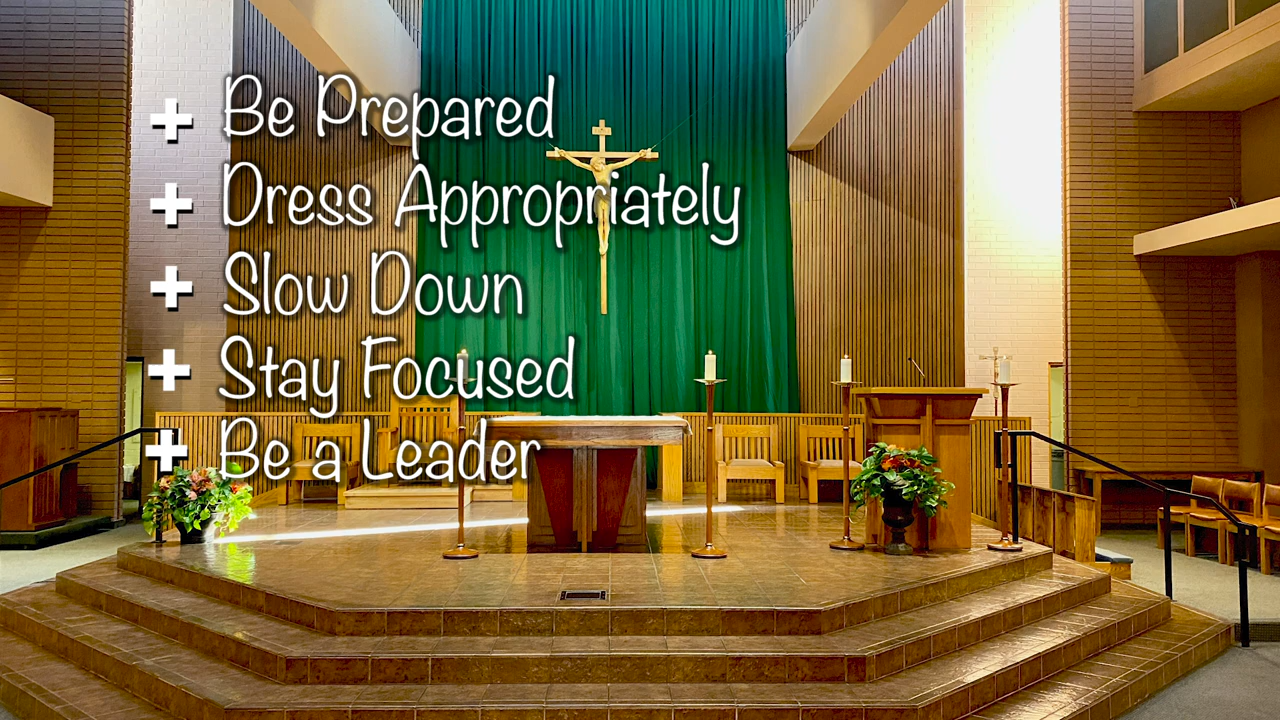 + Be Prepared
+ Dress Appropriately
+ Slow Down
+ Stay Focused
+ Be a Leader